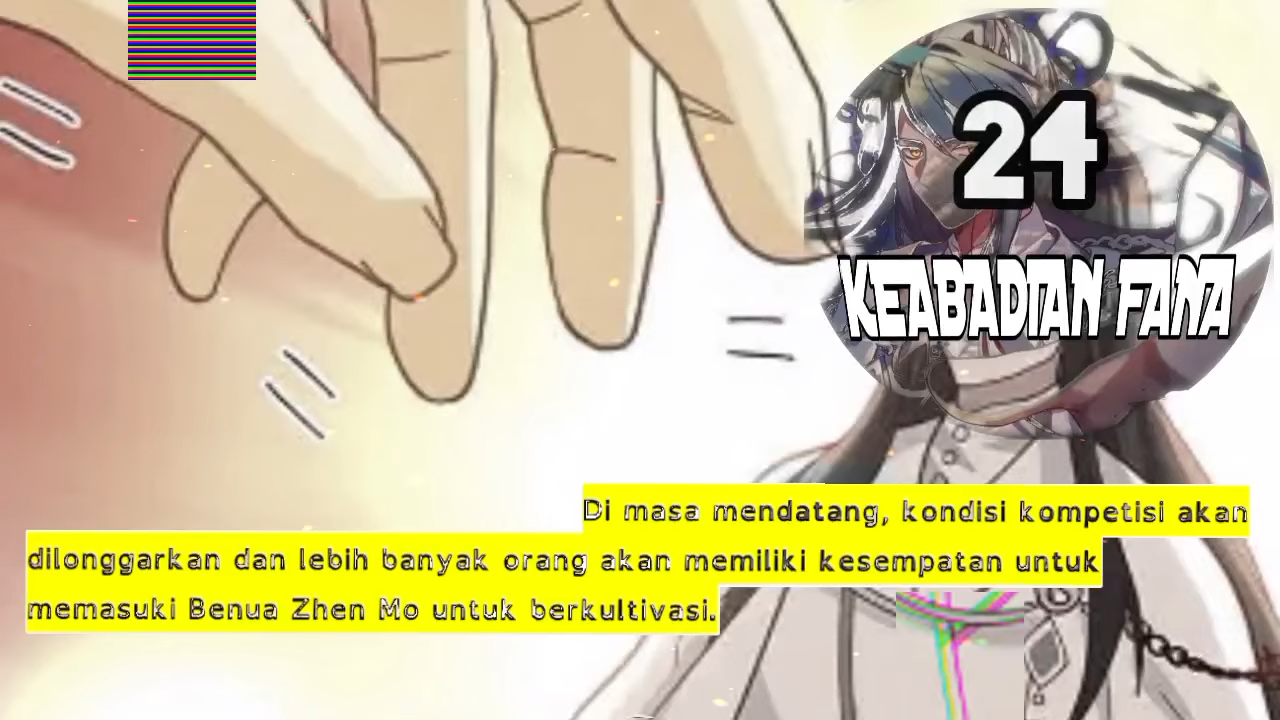 24
KEABADIAN FANA
Di masa mendatang, kondisi kompetisi akan
dilonggarkan dan lebih banyak orang akan memiliki kesempatan untuk
memasuki Benua Zhen Mo untuk berkultivasi.